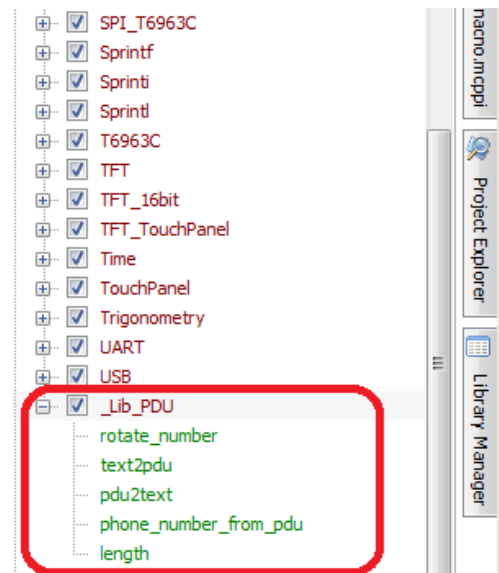 SPI_T6963C
Sprintf
Sprinti
Sprintl
T6963C
TFT
TFT_16bit
TFT_TouchPanel
Time
TouchPanel
Trigonometry
UART
USB
_Lib_PDU
rotate_number
text2pdu
pdu2text
phone_number_from_pdu
length
nacno.mcppi
Project Explorer
Library Manager